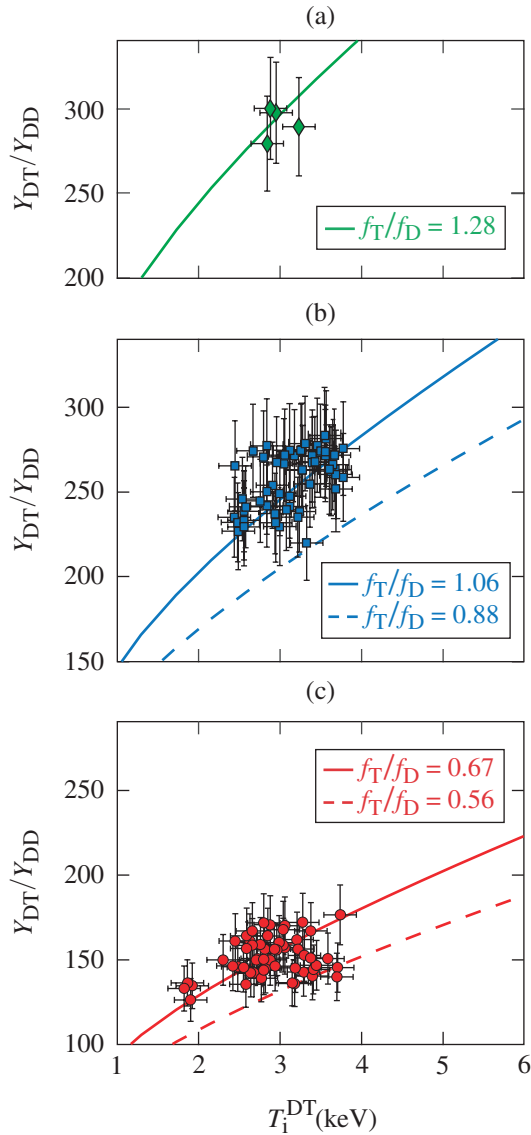 (a)
300
250
200
Y_DT/Y_DD
f_T/f_D = 1.28
(b)
300
250
200
150
Y_DT/Y_DD
f_T/f_D = 1.06
f_T/f_D = 0.88
(c)
250
200
150
100
Y_DT/Y_DD
f_T/f_D = 0.67
f_T/f_D = 0.56
1 2 3 4 5 6
T_i^DT (keV)